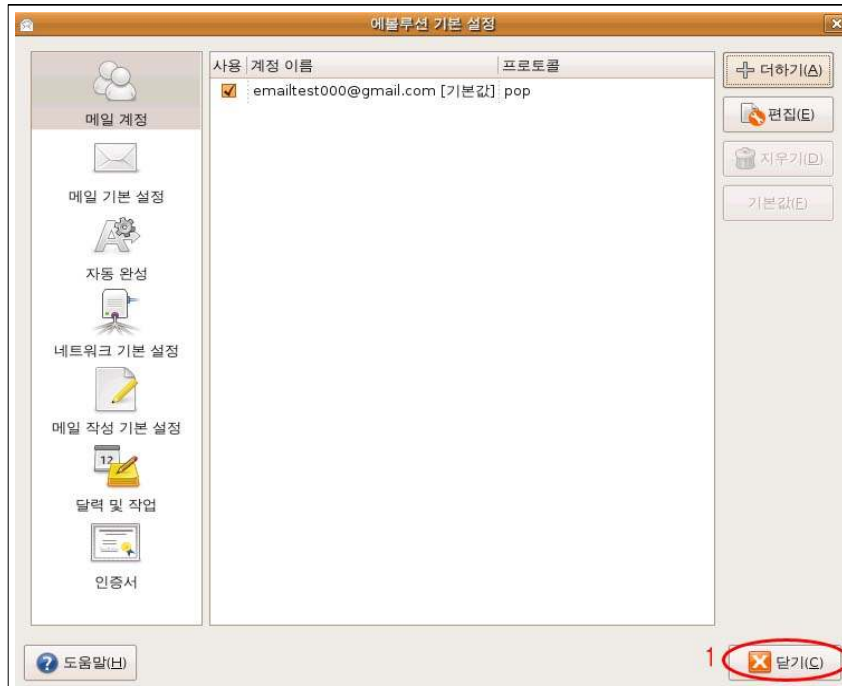 에볼루션 기본 설정
메일 계정
메일 기본 설정
자동 완성
네트워크 기본 설정
메일 작성 기본 설정
12
달력 및 작업
인증서
사용 계정 이름 프로토콜
emailtest000@gmail.com [기본값] pop
더하기(A)
편집(E)
지우기(D)
기본값(F)
도움말(H)
1
닫기(C)